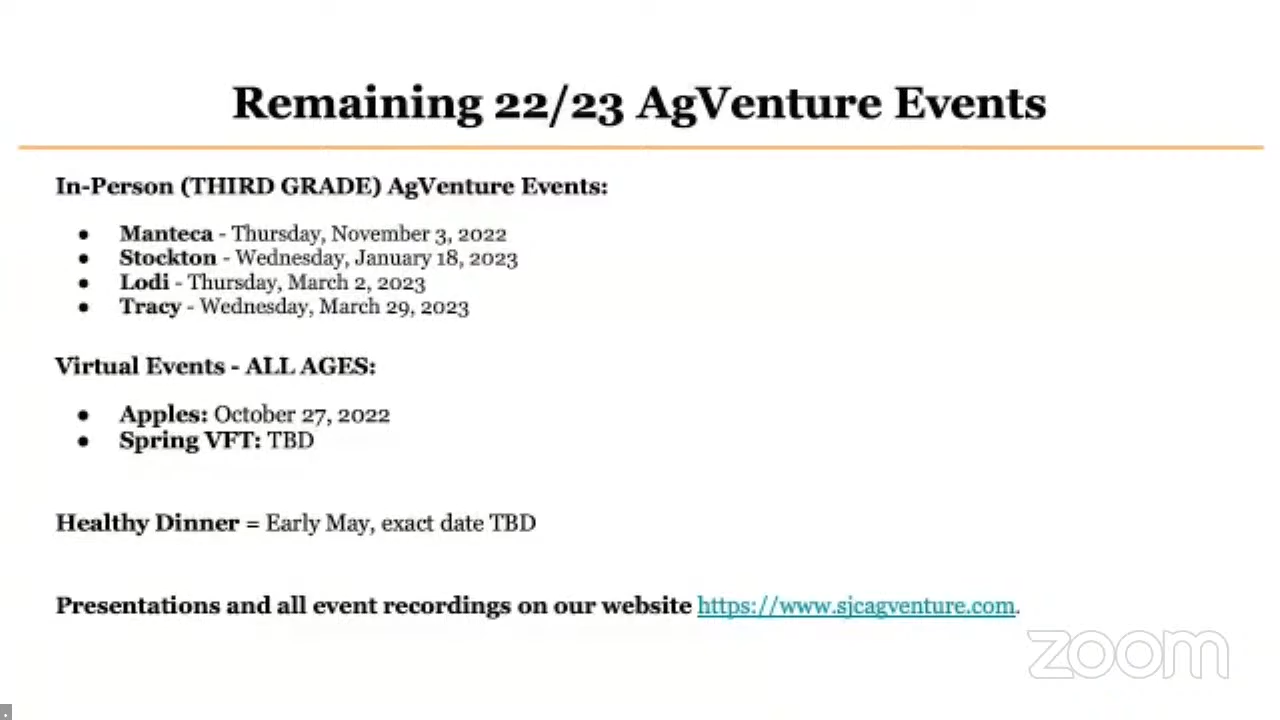 Remaining 22/23 AgVenture Events
In-Person (THIRD GRADE) AgVenture Events:
● Manteca - Thursday, November 3, 2022
● Stockton - Wednesday, January 18, 2023
● Lodi - Thursday, March 2, 2023
● Tracy - Wednesday, March 29, 2023
Virtual Events - ALL AGES:
● Apples: October 27, 2022
● Spring VFT: TBD
Healthy Dinner = Early May, exact date TBD
Presentations and all event recordings on our website https://www.sjcagventure.com.
zoom